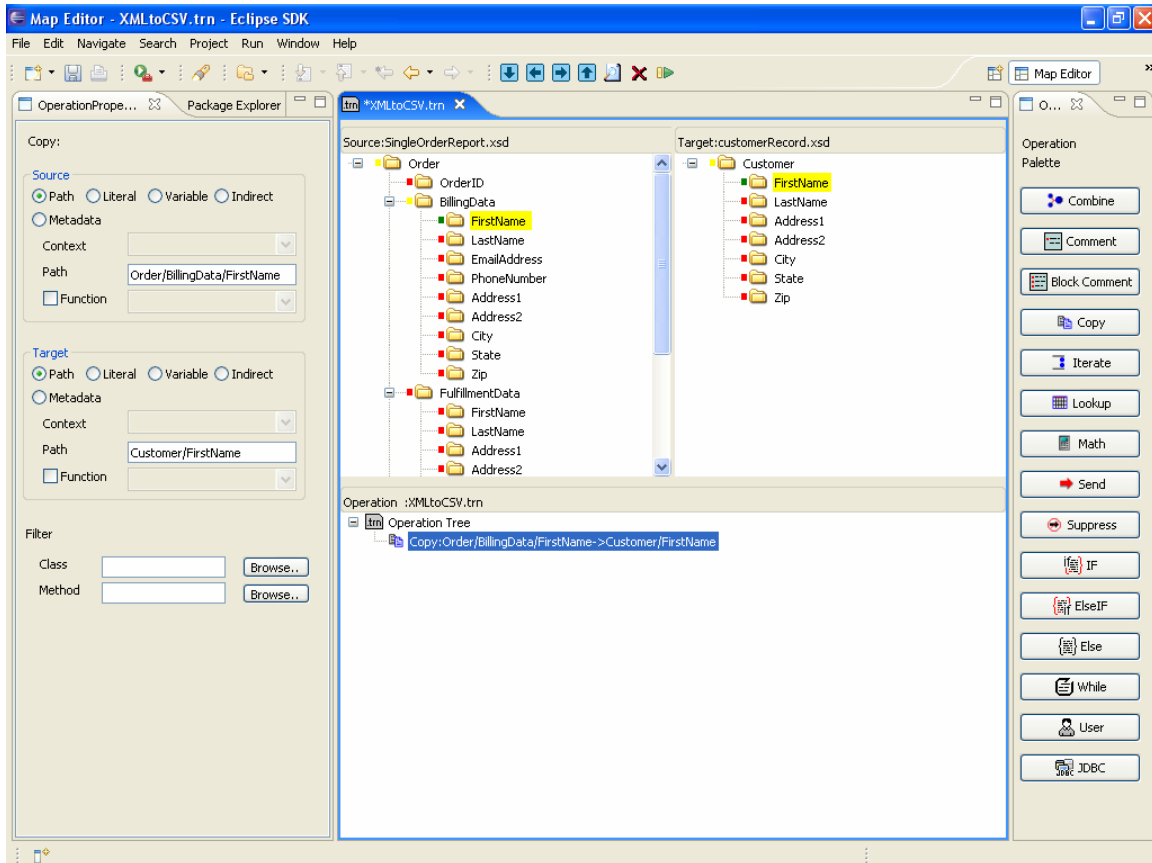 Map Editor - XMLtoCSV.trn - Eclipse SDK
File Edit Navigate Search Project Run Window Help
Map Editor
»
OperationPrope...
Package Explorer
Copy:
Source
Path Literal Variable Indirect
Metadata
Context
Path Order/BillingData/FirstName
Function
Target
Path Literal Variable Indirect
Metadata
Context
Path Customer/FirstName
Function
Filter
Class Browse..
Method Browse..
.trn *XMLtoCSV.trn
Source:SingleOrderReport.xsd
Order
OrderID
BillingData
FirstName
LastName
EmailAddress
PhoneNumber
Address1
Address2
City
State
Zip
FulfillmentData
FirstName
LastName
Address1
Address2
Target:customerRecord.xsd
Customer
FirstName
LastName
Address1
Address2
City
State
Zip
Operation :XMLtoCSV.trn
.trn Operation Tree
Copy:Order/BillingData/FirstName->Customer/FirstName
O...
Operation
Palette
Combine
Comment
Block Comment
Copy
Iterate
Lookup
Math
Send
Suppress
IF
ElseIF
Else
While
User
JDBC